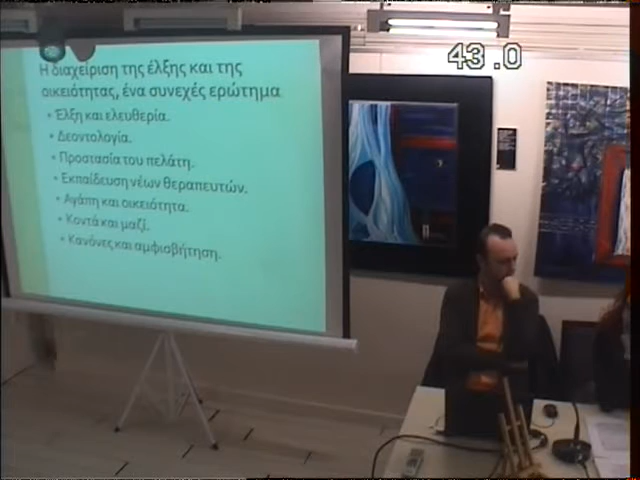 43.0
Η διαχείριση της έλξης και της
οικειότητας, ένα συνεχές ερώτημα
• Έλξη και ελευθερία.
• Δεοντολογία.
• Προστασία του πελάτη.
• Εκπαίδευση νέων θεραπευτών.
• Αγάπη και οικειότητα.
• Κοντά και μαζί.
• Κανόνες και αμφισβήτηση.